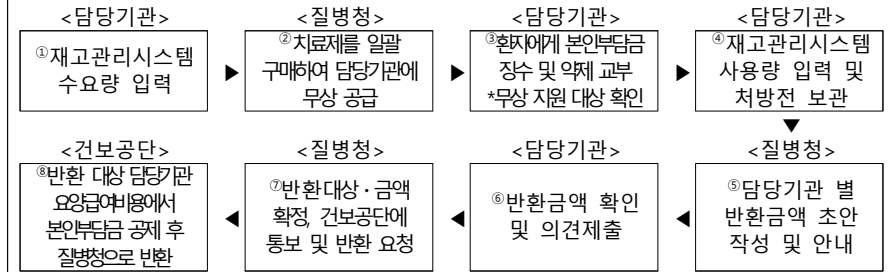 <담당기관>
①재고관리시스템
수요량 입력
▶
<질병청>
②치료제를 일괄
구매하여 담당기관에
무상 공급
▶
<담당기관>
③환자에게 본인부담금
징수 및 약제 교부
*무상 지원 대상 확인
▶
<담당기관>
④재고관리시스템
사용량 입력 및
처방전 보관
▼
<질병청>
⑤담당기관 별
반환금액 초안
작성 및 안내
◀
<담당기관>
⑥반환금액 확인
및 의견제출
◀
<질병청>
⑦반환대상·금액
확정, 건보공단에
통보 및 반환 요청
◀
<건보공단>
⑧반환 대상 담당기관
요양급여비용에서
본인부담금 공제 후
질병청으로 반환